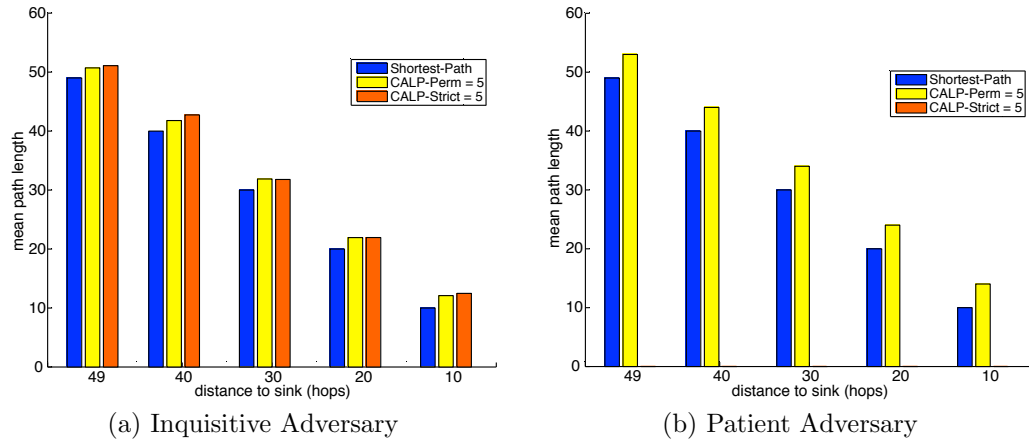 60
50
40
30
20
10
0
mean path length
Shortest-Path
CALP-Perm = 5
CALP-Strict = 5
49 40 30 20 10
distance to sink (hops)
(a) Inquisitive Adversary
60
50
40
30
20
10
0
mean path length
Shortest-Path
CALP-Perm = 5
CALP-Strict = 5
49 40 30 20 10
distance to sink (hops)
(b) Patient Adversary